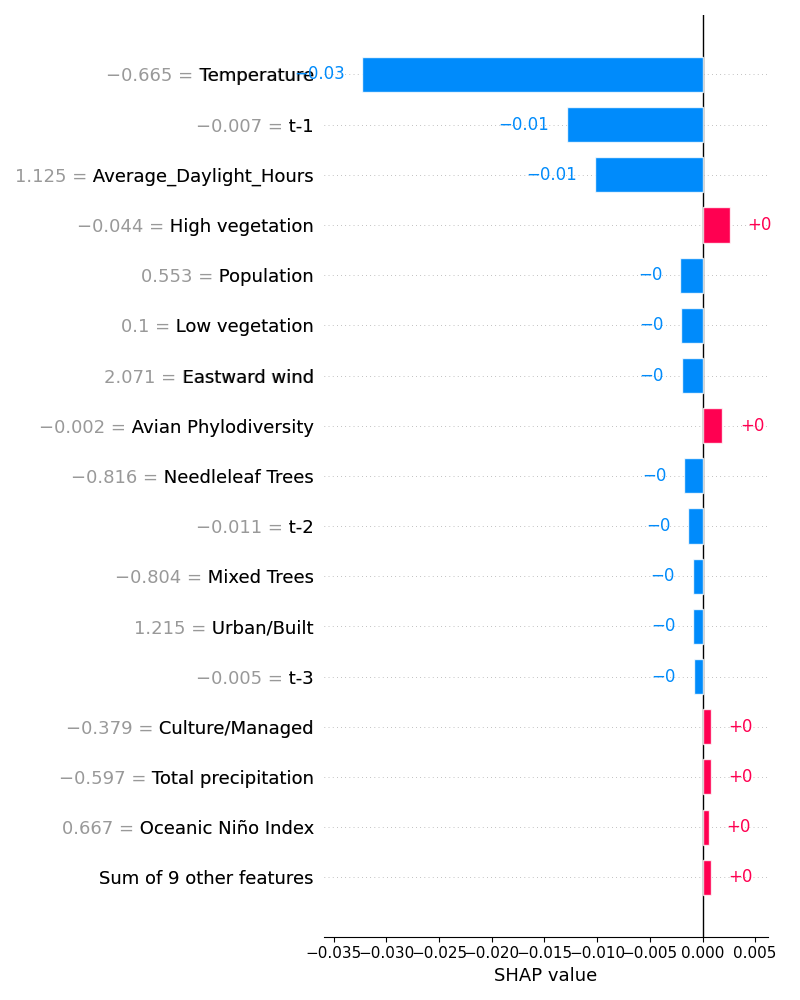 −0.665 = Temperature −0.03
−0.007 = t-1 −0.01
1.125 = Average_Daylight_Hours −0.01
−0.044 = High vegetation +0
0.553 = Population −0
0.1 = Low vegetation −0
2.071 = Eastward wind −0
−0.002 = Avian Phylodiversity +0
−0.816 = Needleleaf Trees −0
−0.011 = t-2 −0
−0.804 = Mixed Trees −0
1.215 = Urban/Built −0
−0.005 = t-3 −0
−0.379 = Culture/Managed +0
−0.597 = Total precipitation +0
0.667 = Oceanic Niño Index +0
Sum of 9 other features +0
−0.035 −0.030 −0.025 −0.020 −0.015 −0.010 −0.005 0.000 0.005
SHAP value